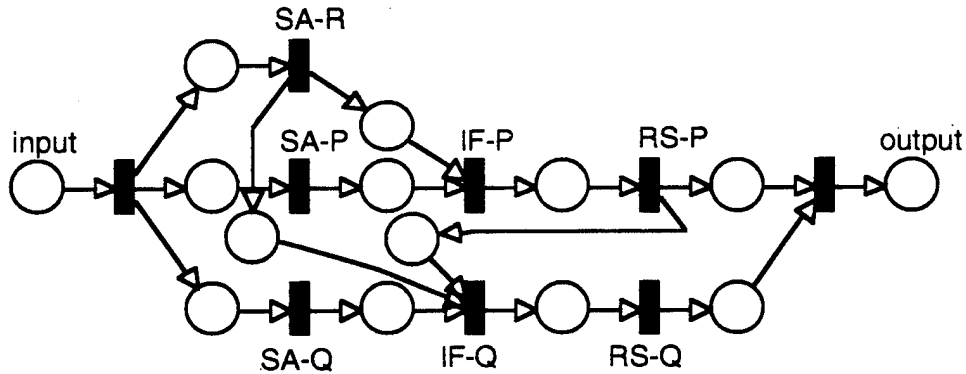 SA-R
input
SA-P
IF-P
RS-P
output
SA-Q
IF-Q
RS-Q